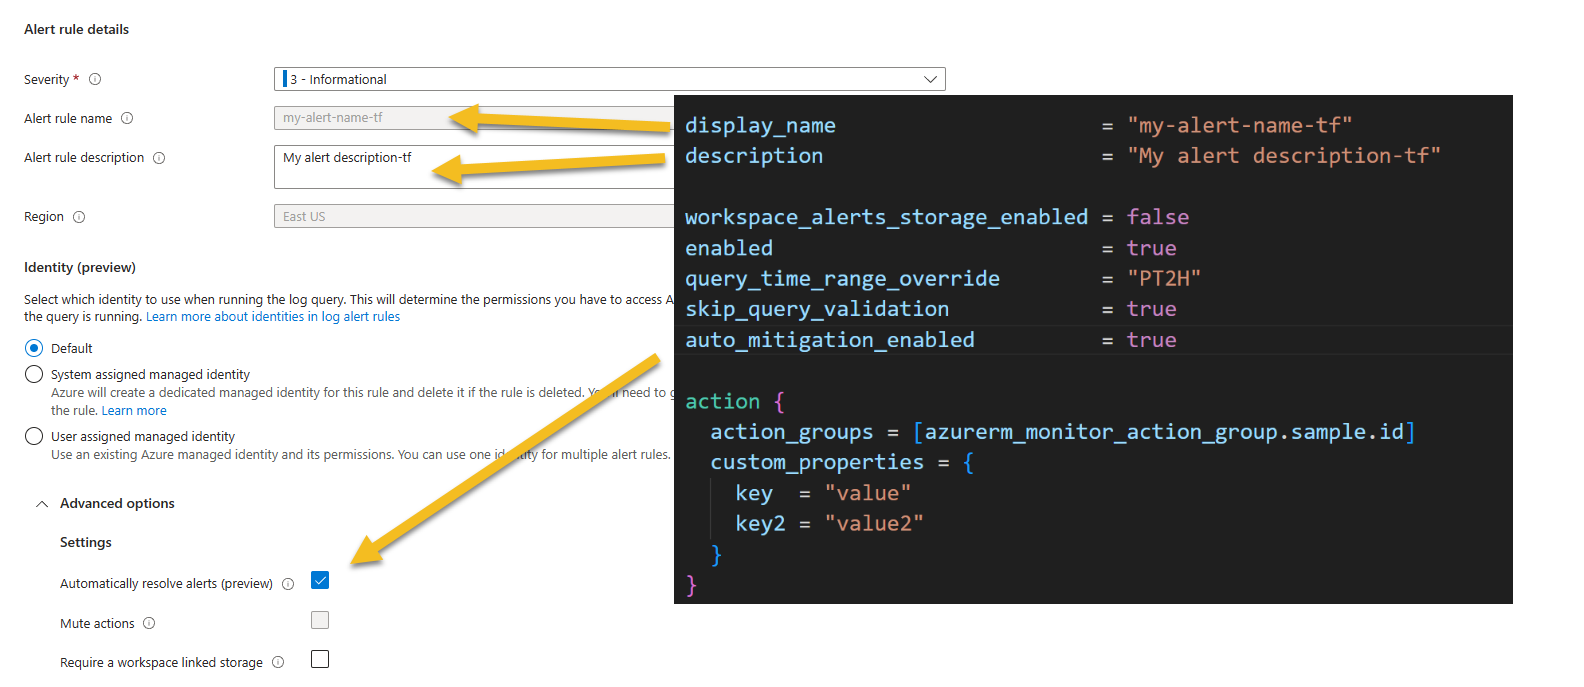 Alert rule details
Severity *
3 - Informational
Alert rule name
my-alert-name-tf
Alert rule description
My alert description-tf
Region
East US
Identity (preview)
Select which identity to use when running the log query. This will determine the permissions you have to access A
the query is running. Learn more about identities in log alert rules
Default
System assigned managed identity
Azure will create a dedicated managed identity for this rule and delete it if the rule is deleted. need to
the rule. Learn more
User assigned managed identity
Use an existing Azure managed identity and its permissions. You can use one identity for multiple alert rules.
Advanced options
Settings
Automatically resolve alerts (preview)
Mute actions
Require a workspace linked storage
display_name = "my-alert-name-tf"
description = "My alert description-tf"
workspace_alerts_storage_enabled = false
enabled = true
query_time_range_override = "PT2H"
skip_query_validation = true
auto_mitigation_enabled = true
action {
action_groups = [azurerm_monitor_action_group.sample.id]
custom_properties = {
key = "value"
key2 = "value2"
}
}